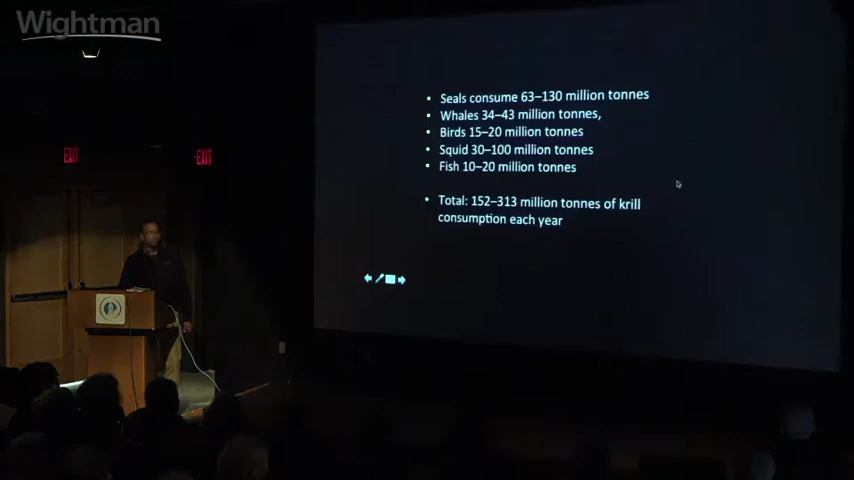 Wightman
• Seals consume 63–130 million tonnes
• Whales 34–43 million tonnes,
• Birds 15–20 million tonnes
• Squid 30–100 million tonnes
• Fish 10–20 million tonnes
• Total: 152–313 million tonnes of krill
consumption each year
EXIT
EXIT